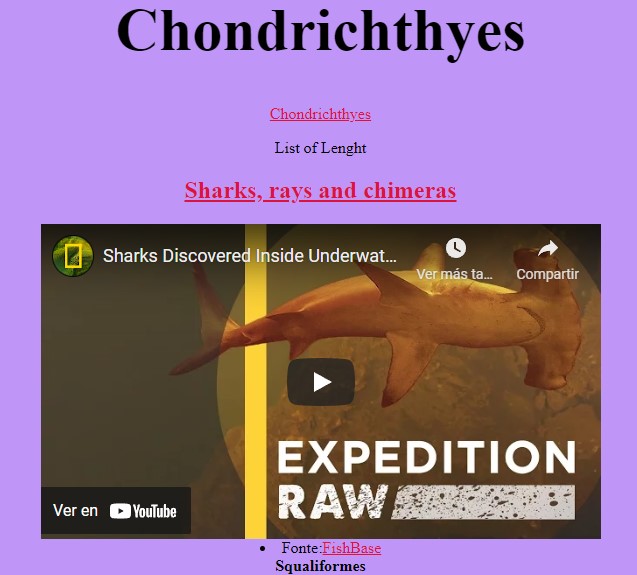 Chondrichthyes
Chondrichthyes
List of Lenght
Sharks, rays and chimeras
Sharks Discovered Inside Underwat...
Ver más ta...
Compartir
EXPEDITION
RAW
Ver en YouTube
• Fonte:FishBase
Squaliformes